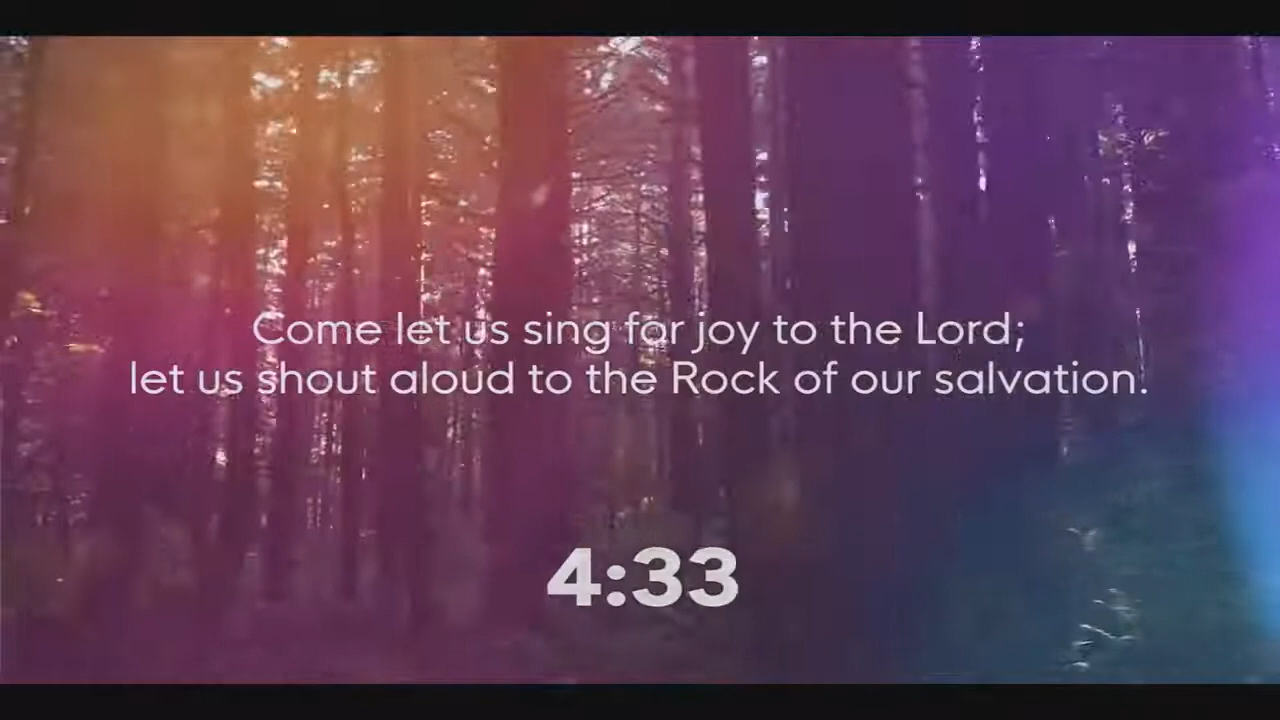 Come let us sing for joy to the Lord;
let us shout aloud to the Rock of our salvation.
4:33